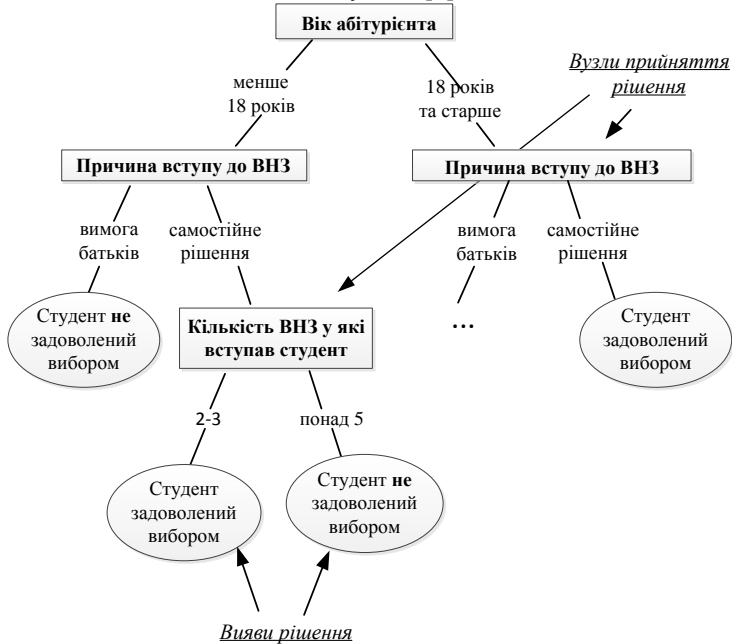 Вік абітурієнта
менше
18 років
18 років
та старше
Вузли прийняття
рішення
Причина вступу до ВНЗ
Причина вступу до ВНЗ
вимога
батьків
самостійне
рішення
вимога
батьків
самостійне
рішення
Студент не
задоволений
вибором
Кількість ВНЗ у які
вступав студент
...
Студент
задоволений
вибором
2-3
понад 5
Студент
задоволений
вибором
Студент не
задоволений
вибором
Вияви рішення